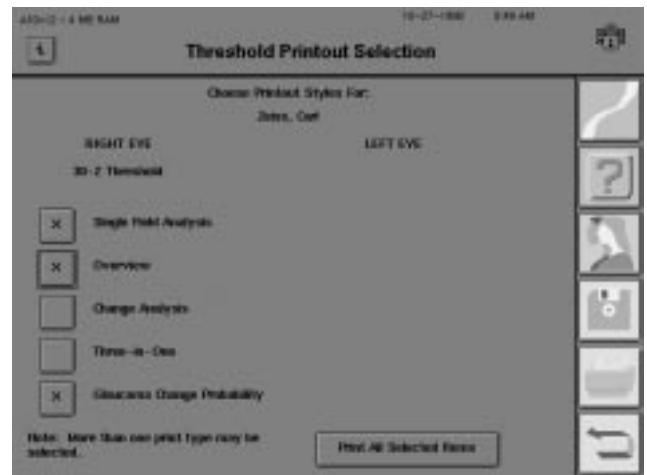 Threshold Printout Selection
Choose Printout Styles For:
RIGHT EYE LEFT EYE
30-2 Threshold
Single Field Analysis
Overview
Change Analysis
Three-in-One
Glaucoma Change Probability
Note: More than one print type may be
selected.
Print All Selected Items